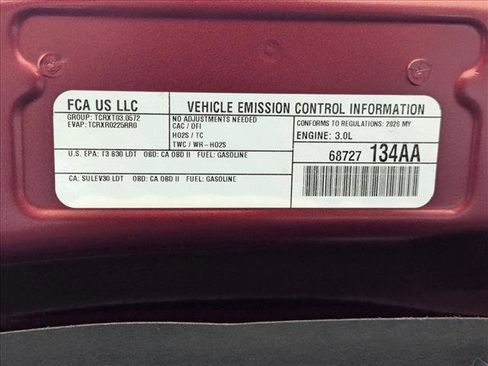 FCA US LLC VEHICLE EMISSION CONTROL INFORMATION
GROUP: TCRXT03.0572 NO ADJUSTMENTS NEEDED CONFORMS TO REGULATIONS: 2026 MY
EVAP: TCRXR0225RR0 CAC / DFI ENGINE: 3.0L
HO2S / TC
TWC / WR-HO2S 68727 134AA
U.S. EPA: T3 B30 LDT OBD: CA OBD II FUEL: GASOLINE
CA: SULEV30 LDT OBD: CA OBD II FUEL: GASOLINE